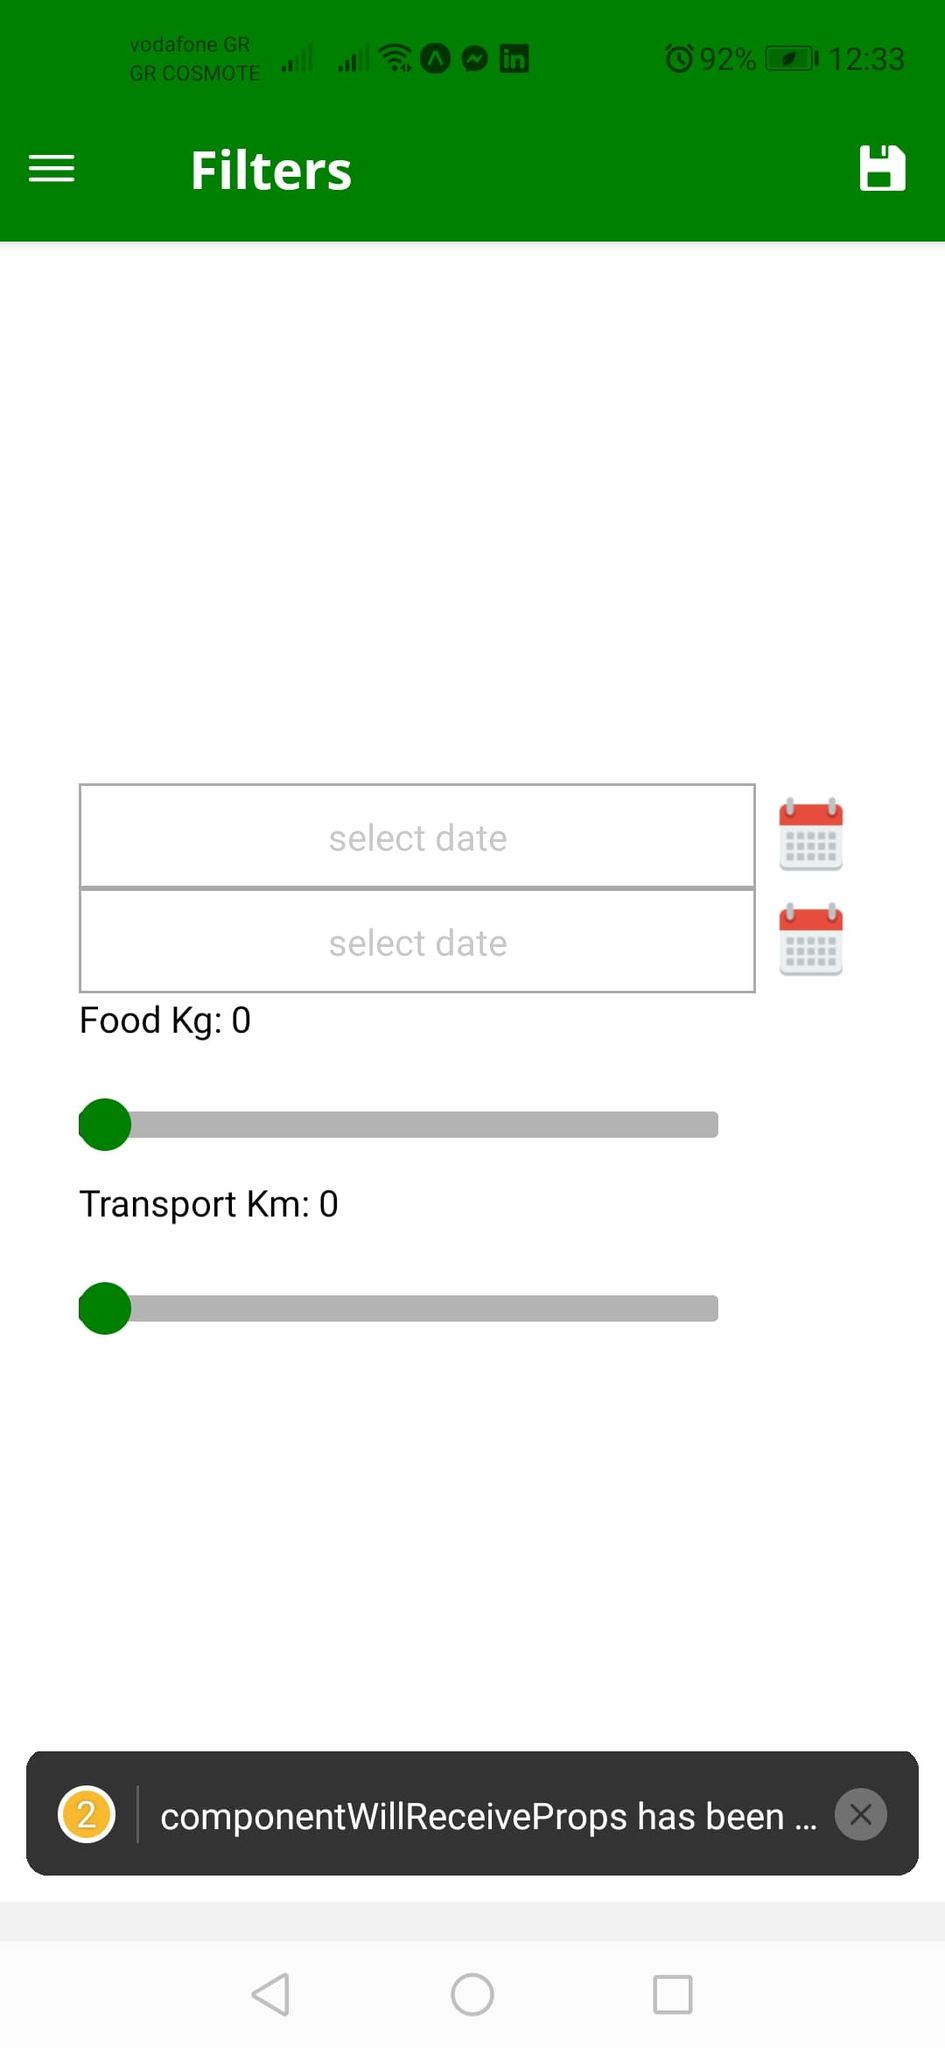 vodafone GR
GR COSMOTE
92% 12:33
Filters
select date
select date
Food Kg: 0
Transport Km: 0
2 componentWillReceiveProps has been ...